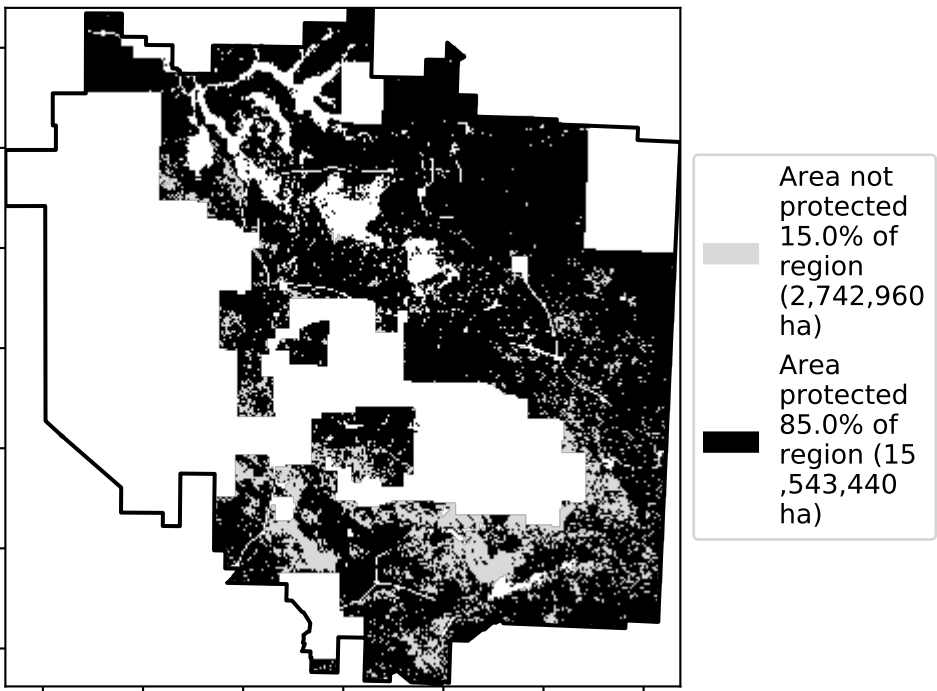 Area not
protected
15.0% of
region
(2,742,960
ha)
Area
protected
85.0% of
region (15
,543,440
ha)